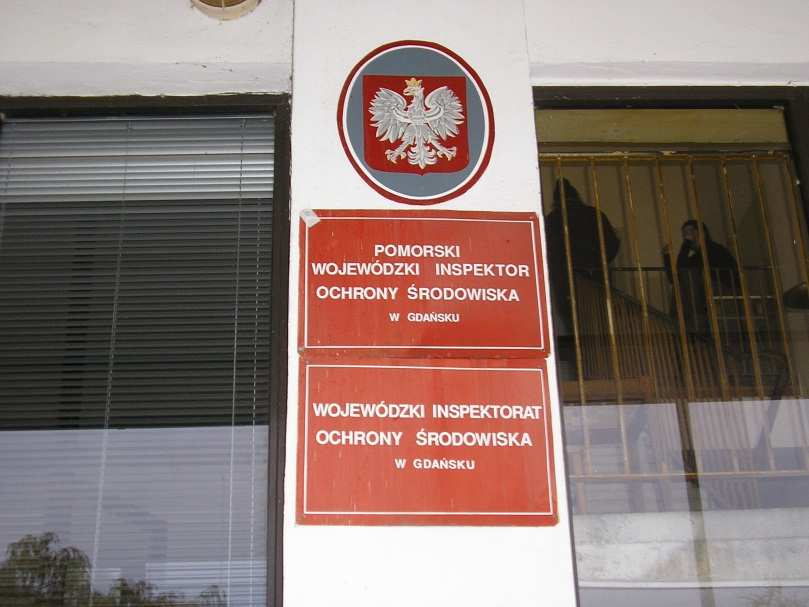 POMORSKI
WOJEWÓDZKI INSPEKTOR
OCHRONY ŚRODOWISKA
W GDAŃSKU
WOJEWÓDZKI INSPEKTORAT
OCHRONY ŚRODOWISKA
W GDAŃSKU